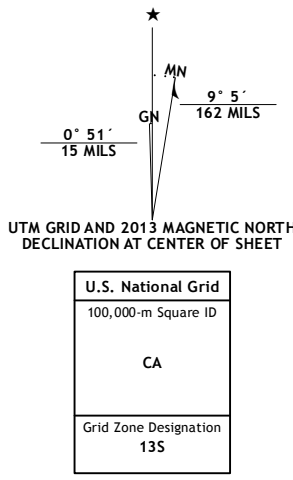 MN
GN
9° 5´
162 MILS
0° 51´
15 MILS
UTM GRID AND 2013 MAGNETIC NORTH
DECLINATION AT CENTER OF SHEET
U.S. National Grid
100,000-m Square ID
CA
Grid Zone Designation
13S